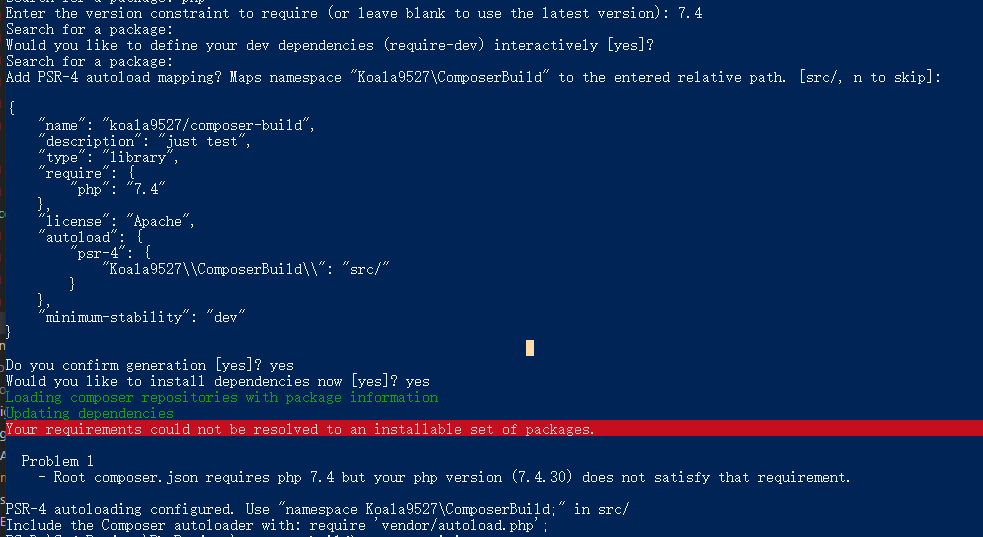 Enter the version constraint to require (or leave blank to use the latest version): 7.4
Search for a package:
Would you like to define your dev dependencies (require-dev) interactively [yes]?
Search for a package:
Add PSR-4 autoload mapping? Maps namespace "Koala9527\ComposerBuild" to the entered relative path. [src/, n to skip]:
{
    "name": "koala9527/composer-build",
    "description": "just test",
    "type": "library",
    "require": {
        "php": "7.4"
    },
    "license": "Apache",
    "autoload": {
        "psr-4": {
            "Koala9527\\ComposerBuild\\": "src/"
        }
    },
    "minimum-stability": "dev"
}
Do you confirm generation [yes]? yes
Would you like to install dependencies now [yes]? yes
Loading composer repositories with package information
Updating dependencies
Your requirements could not be resolved to an installable set of packages.
  Problem 1
    - Root composer.json requires php 7.4 but your php version (7.4.30) does not satisfy that requirement.
PSR-4 autoloading configured. Use "namespace Koala9527\ComposerBuild;" in src/
Include the Composer autoloader with: require 'vendor/autoload.php';